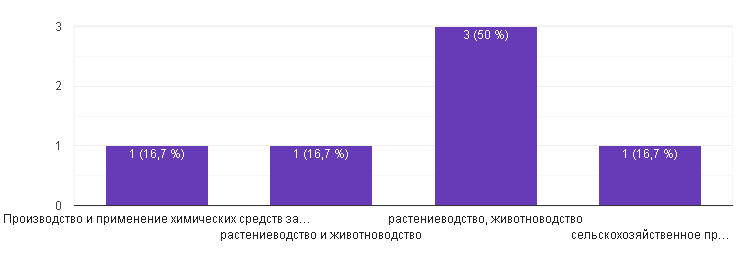 3
3 (50 %)
2
1
1 (16,7 %)
1 (16,7 %)
1 (16,7 %)
0
Производство и применение химических средств за…
растениеводство, животноводство
растениеводство и животноводство
сельскохозяйственное пр…